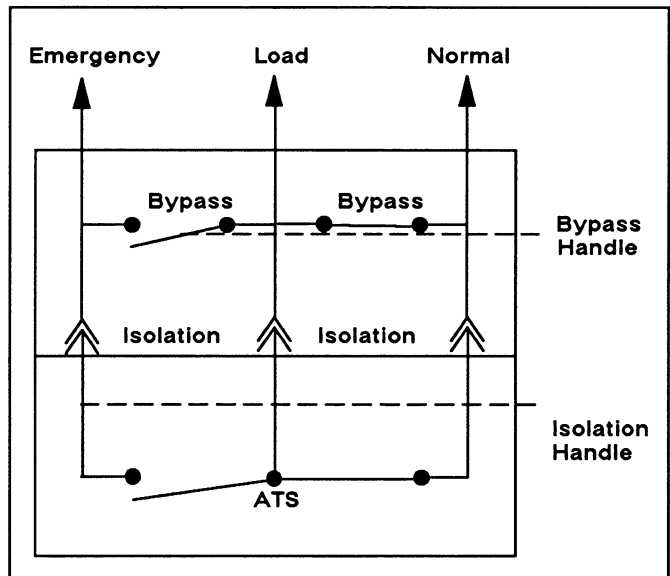 Emergency Load Normal
Bypass Bypass
Bypass
Handle
Isolation Isolation
Isolation
Handle
ATS